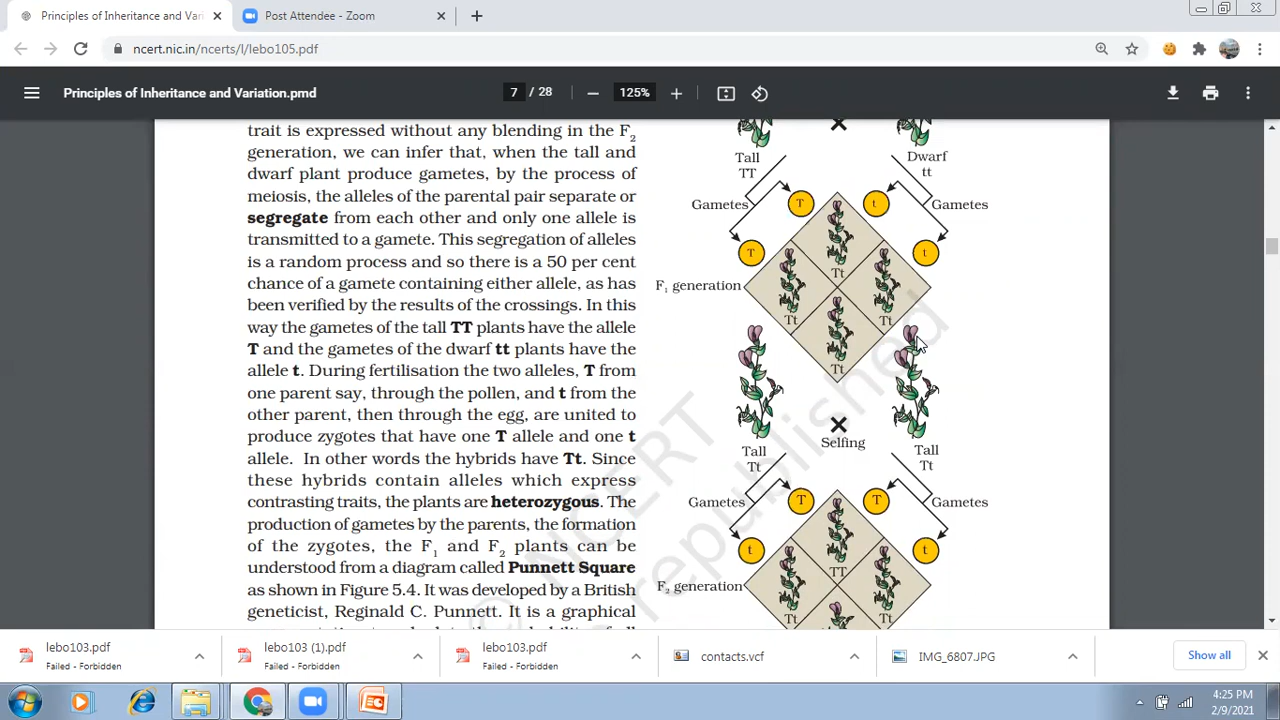 Principles of Inheritance and Vari
Post Attendee - Zoom
ncert.nic.in/ncerts/l/lebo105.pdf
Principles of Inheritance and Variation.pmd
7 / 28
125%
trait is expressed without any blending in the F2
generation, we can infer that, when the tall and
dwarf plant produce gametes, by the process of
meiosis, the alleles of the parental pair separate or
segregate from each other and only one allele is
transmitted to a gamete. This segregation of alleles
is a random process and so there is a 50 per cent
chance of a gamete containing either allele, as has
been verified by the results of the crossings. In this
way the gametes of the tall TT plants have the allele
T and the gametes of the dwarf tt plants have the
allele t. During fertilisation the two alleles, T from
one parent say, through the pollen, and t from the
other parent, then through the egg, are united to
produce zygotes that have one T allele and one t
allele. In other words the hybrids have Tt. Since
these hybrids contain alleles which express
contrasting traits, the plants are heterozygous. The
production of gametes by the parents, the formation
of the zygotes, the F1 and F2 plants can be
understood from a diagram called Punnett Square
as shown in Figure 5.4. It was developed by a British
geneticist, Reginald C. Punnett. It is a graphical
Tall
TT
Dwarf
tt
Gametes
T
t
Gametes
T
t
Tt
F1 generation
Tt
Tt
Tt
Selfing
Tall
Tt
Tall
Tt
Gametes
T
T
Gametes
t
t
TT
F2 generation
Tt
Tt
© NCERT
republished
lebo103.pdf
Failed - Forbidden
lebo103 (1).pdf
Failed - Forbidden
lebo103.pdf
Failed - Forbidden
contacts.vcf
IMG_6807.JPG
Show all
4:25 PM
2/9/2021